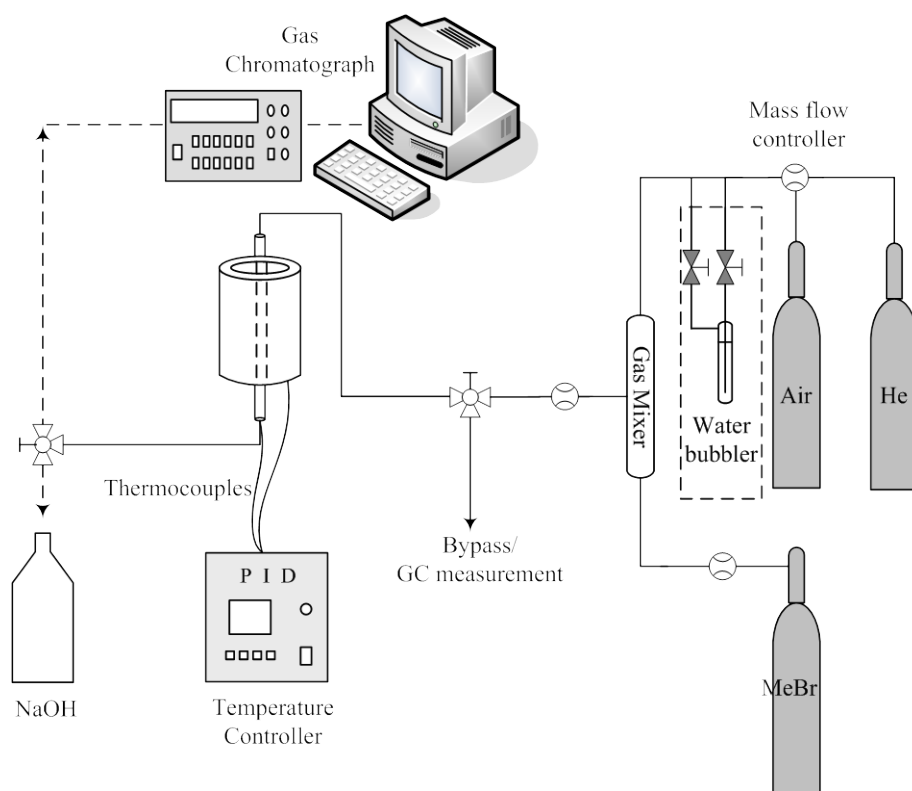 Gas
Chromatograph
Mass flow
controller
Gas Mixer
Air
He
Water
bubbler
Thermocouples
Bypass/
GC measurement
P I D
MeBr
NaOH
Temperature
Controller